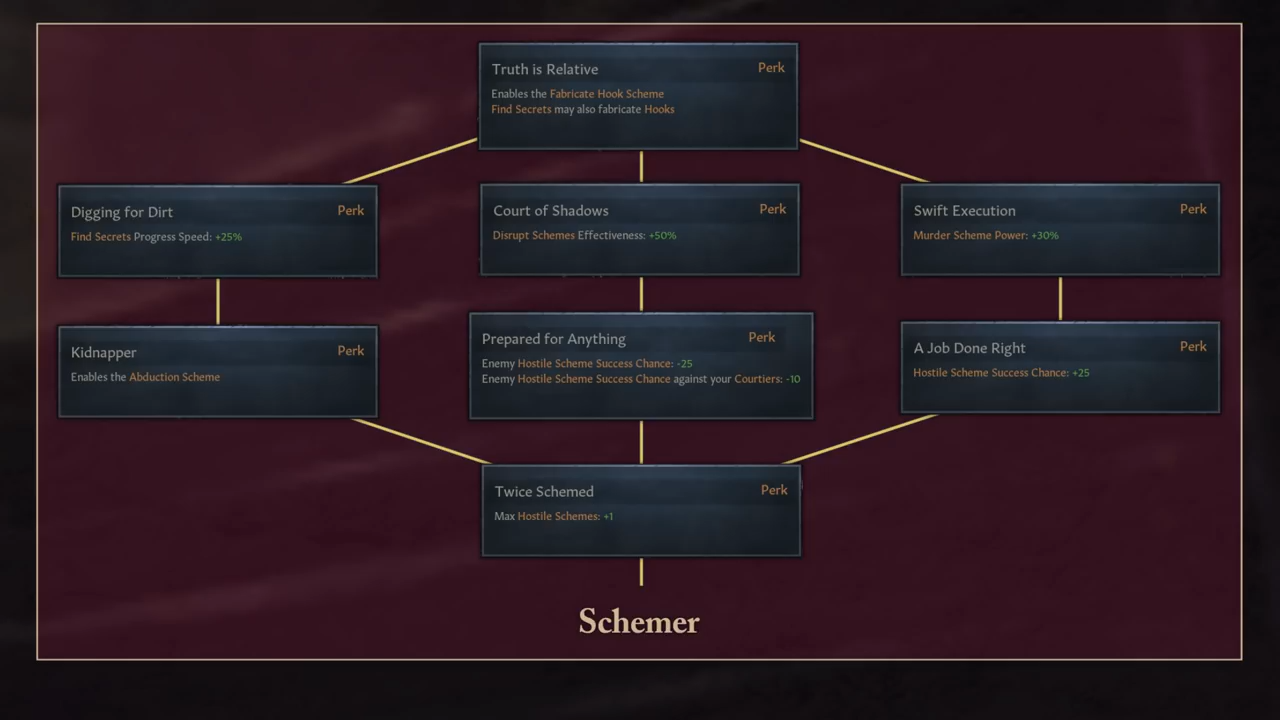 Truth is Relative Perk
Enables the Fabricate Hook Scheme
Find Secrets may also fabricate Hooks
Digging for Dirt Perk
Find Secrets Progress Speed: +25%
Court of Shadows Perk
Disrupt Schemes Effectiveness: +50%
Swift Execution Perk
Murder Scheme Power: +30%
Kidnapper Perk
Enables the Abduction Scheme
Prepared for Anything Perk
Enemy Hostile Scheme Success Chance: -25
Enemy Hostile Scheme Success Chance against your Courtiers: -10
A Job Done Right Perk
Hostile Scheme Success Chance: +25
Twice Schemed Perk
Max Hostile Schemes: +1
Schemer